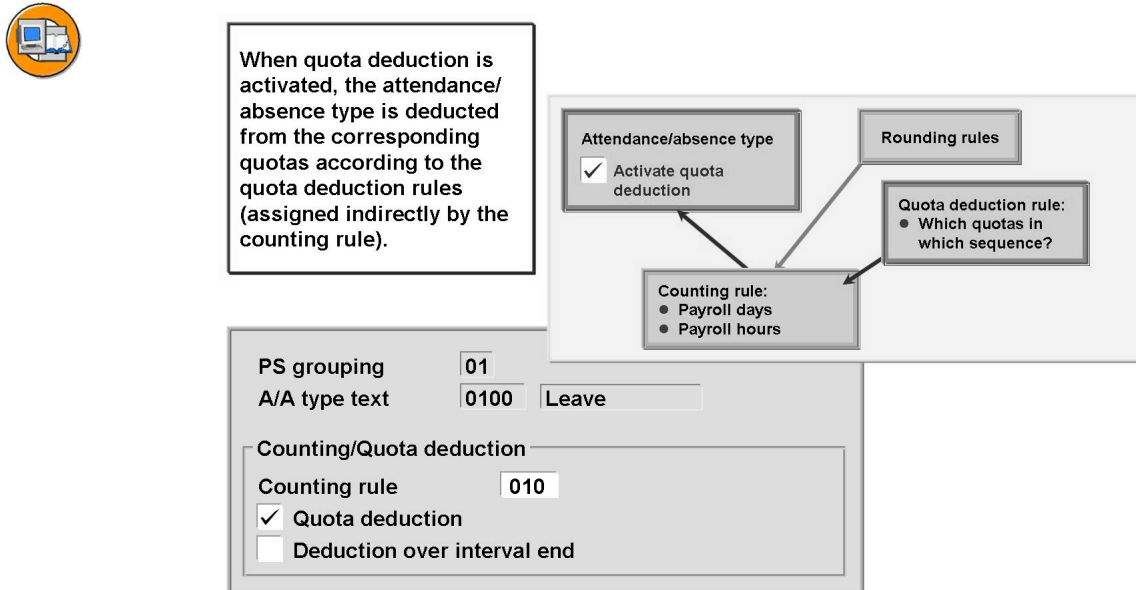 When quota deduction is
activated, the attendance/
absence type is deducted
from the corresponding
quotas according to the
quota deduction rules
(assigned indirectly by the
counting rule).
Attendance/absence type
Activate quota
deduction
Rounding rules
Quota deduction rule:
● Which quotas in
which sequence?
Counting rule:
● Payroll days
● Payroll hours
PS grouping 01
A/A type text 0100 Leave
Counting/Quota deduction
Counting rule 010
Quota deduction
Deduction over interval end